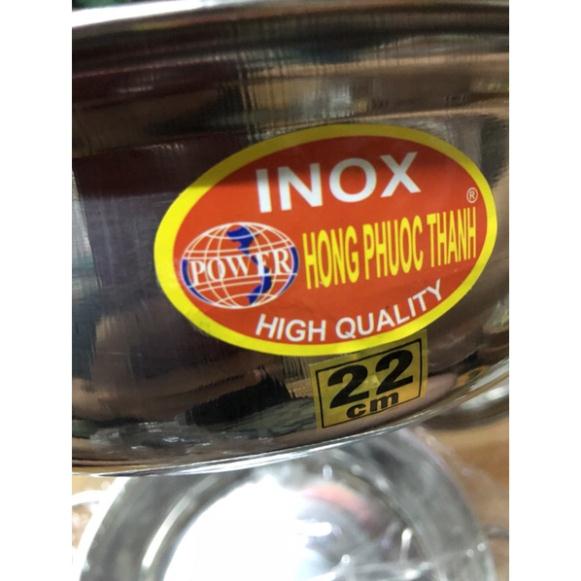 INOX
®
POWER HONG PHUOC THANH
HIGH QUALITY
22
cm